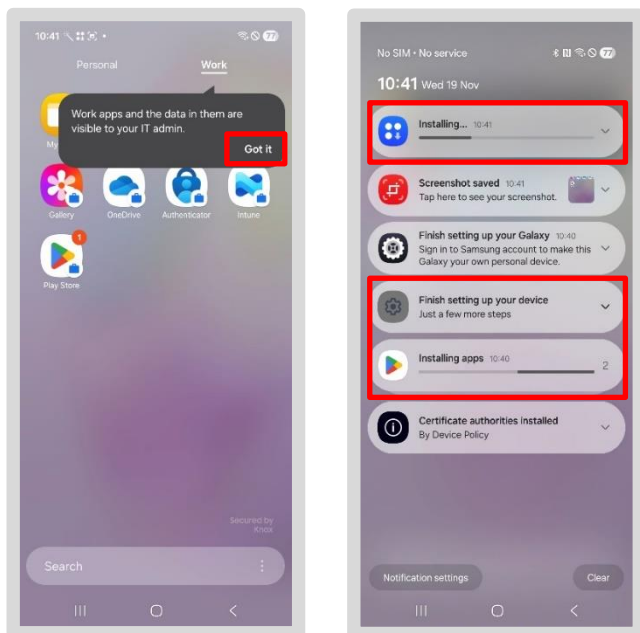 10:41
77
Personal
Work
Work apps and the data in them are
visible to your IT admin.
Got it
My
Gallery
OneDrive
Authenticator
Intune
1
Play Store
Secured by
Knox
Search
No SIM • No service
77
10:41 Wed 19 Nov
Installing... 10:41
Screenshot saved 10:41
Tap here to see your screenshot.
Finish setting up your Galaxy 10:40
Sign in to Samsung account to make this
Galaxy your own personal device.
Finish setting up your device
Just a few more steps
Installing apps 10:40
2
Certificate authorities installed
By Device Policy
Notification settings
Clear